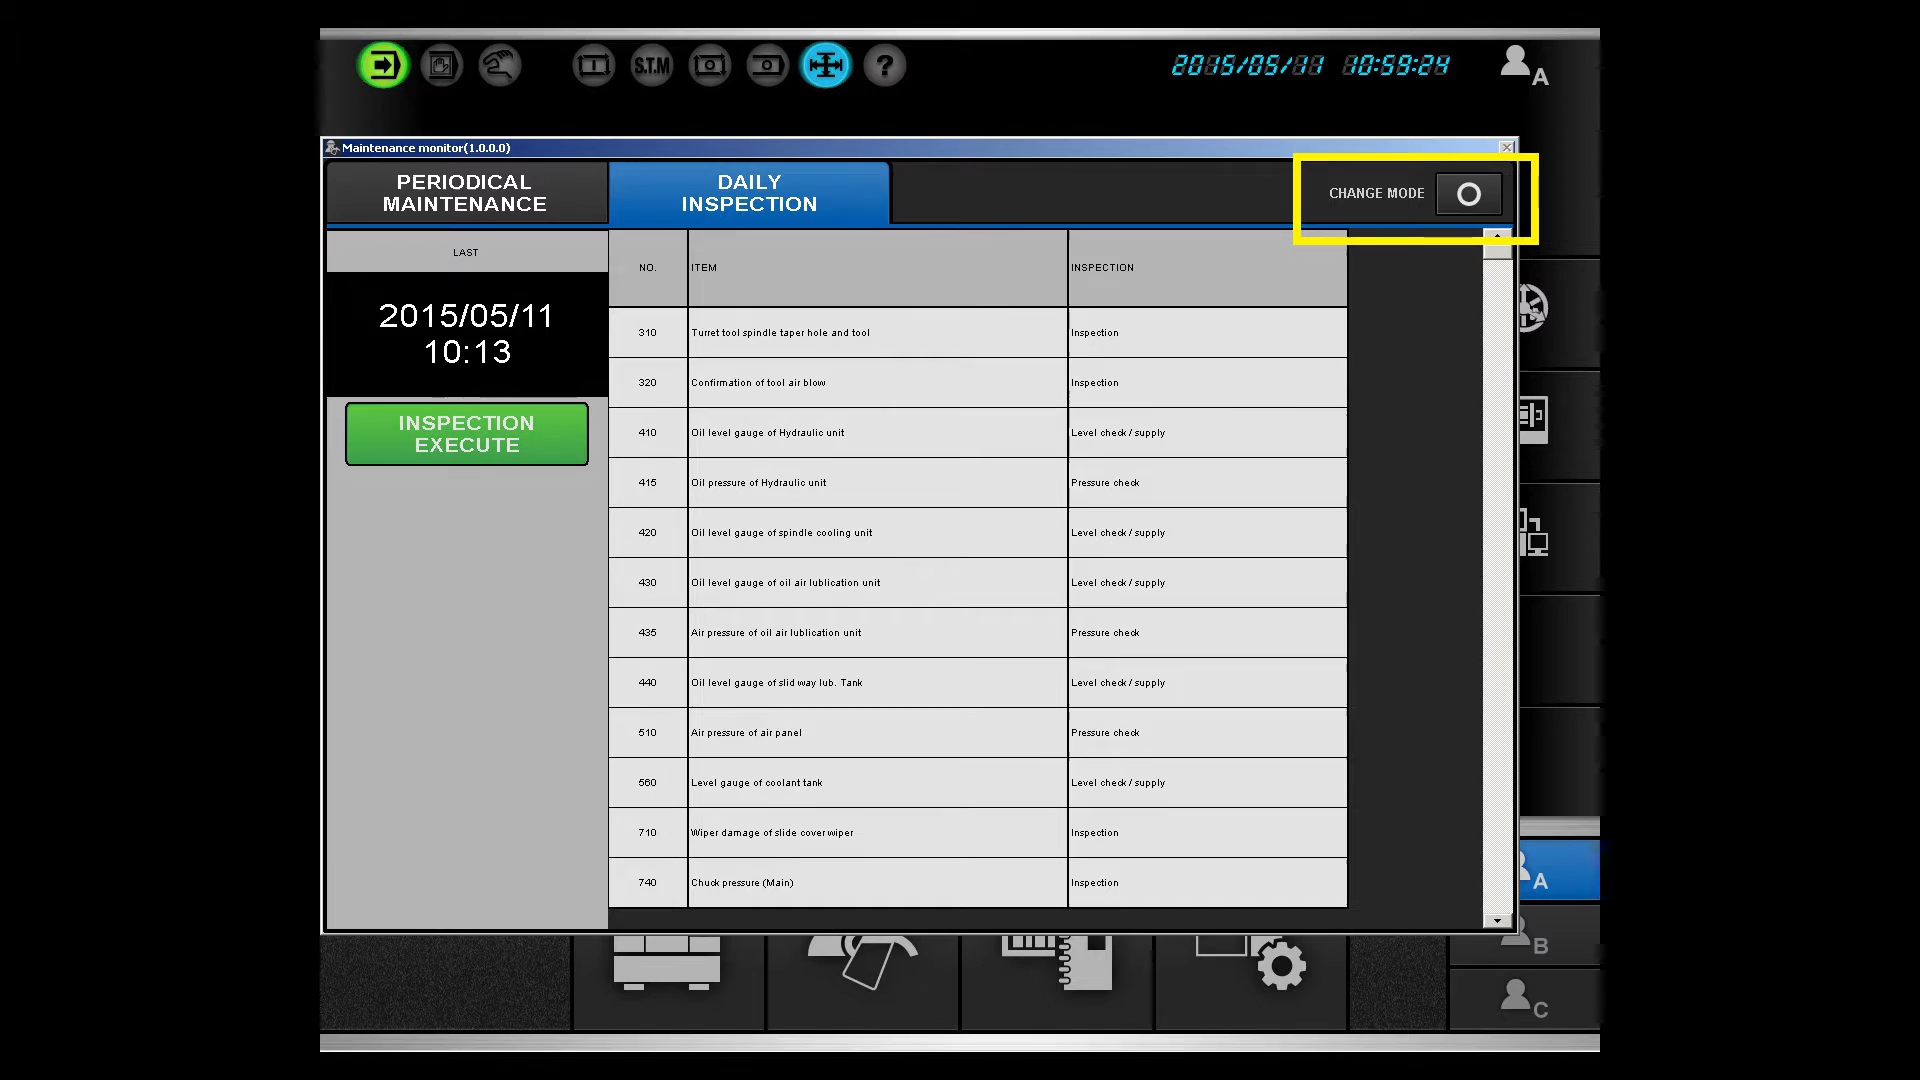 S.T.M
?
2015/05/11 10:59:24
A
Maintenance monitor(1.0.0.0)
PERIODICAL
MAINTENANCE
DAILY
INSPECTION
CHANGE MODE
LAST
2015/05/11
10:13
INSPECTION
EXECUTE
NO. ITEM INSPECTION
310 Turret tool spindle taper hole and tool Inspection
320 Confirmation of tool air blow Inspection
410 Oil level gauge of Hydraulic unit Level check / supply
415 Oil pressure of Hydraulic unit Pressure check
420 Oil level gauge of spindle cooling unit Level check / supply
430 Oil level gauge of oil air lublication unit Level check / supply
435 Air pressure of oil air lublication unit Pressure check
440 Oil level gauge of slid way lub. Tank Level check / supply
510 Air pressure of air panel Pressure check
560 Level gauge of coolant tank Level check / supply
710 Wiper damage of slide cover wiper Inspection
740 Chuck pressure (Main) Inspection
A
B
C